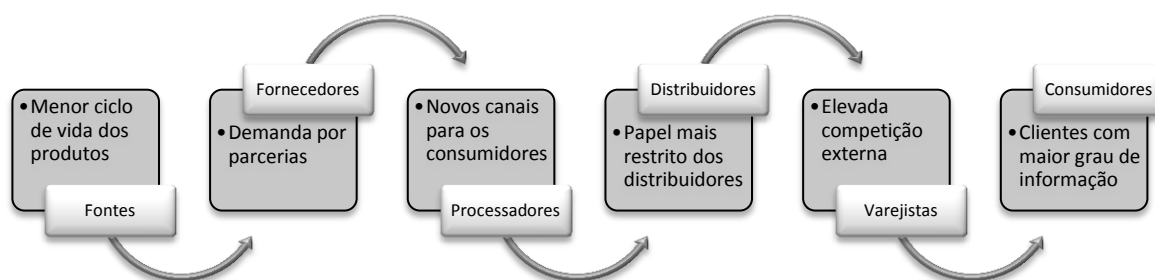 • Menor ciclo
de vida dos
produtos
Fontes
Fornecedores
• Demanda por
parcerias
• Novos canais
para os
consumidores
Processadores
Distribuidores
• Papel mais
restrito dos
distribuidores
• Elevada
competição
externa
Varejistas
Consumidores
• Clientes com
maior grau de
informação